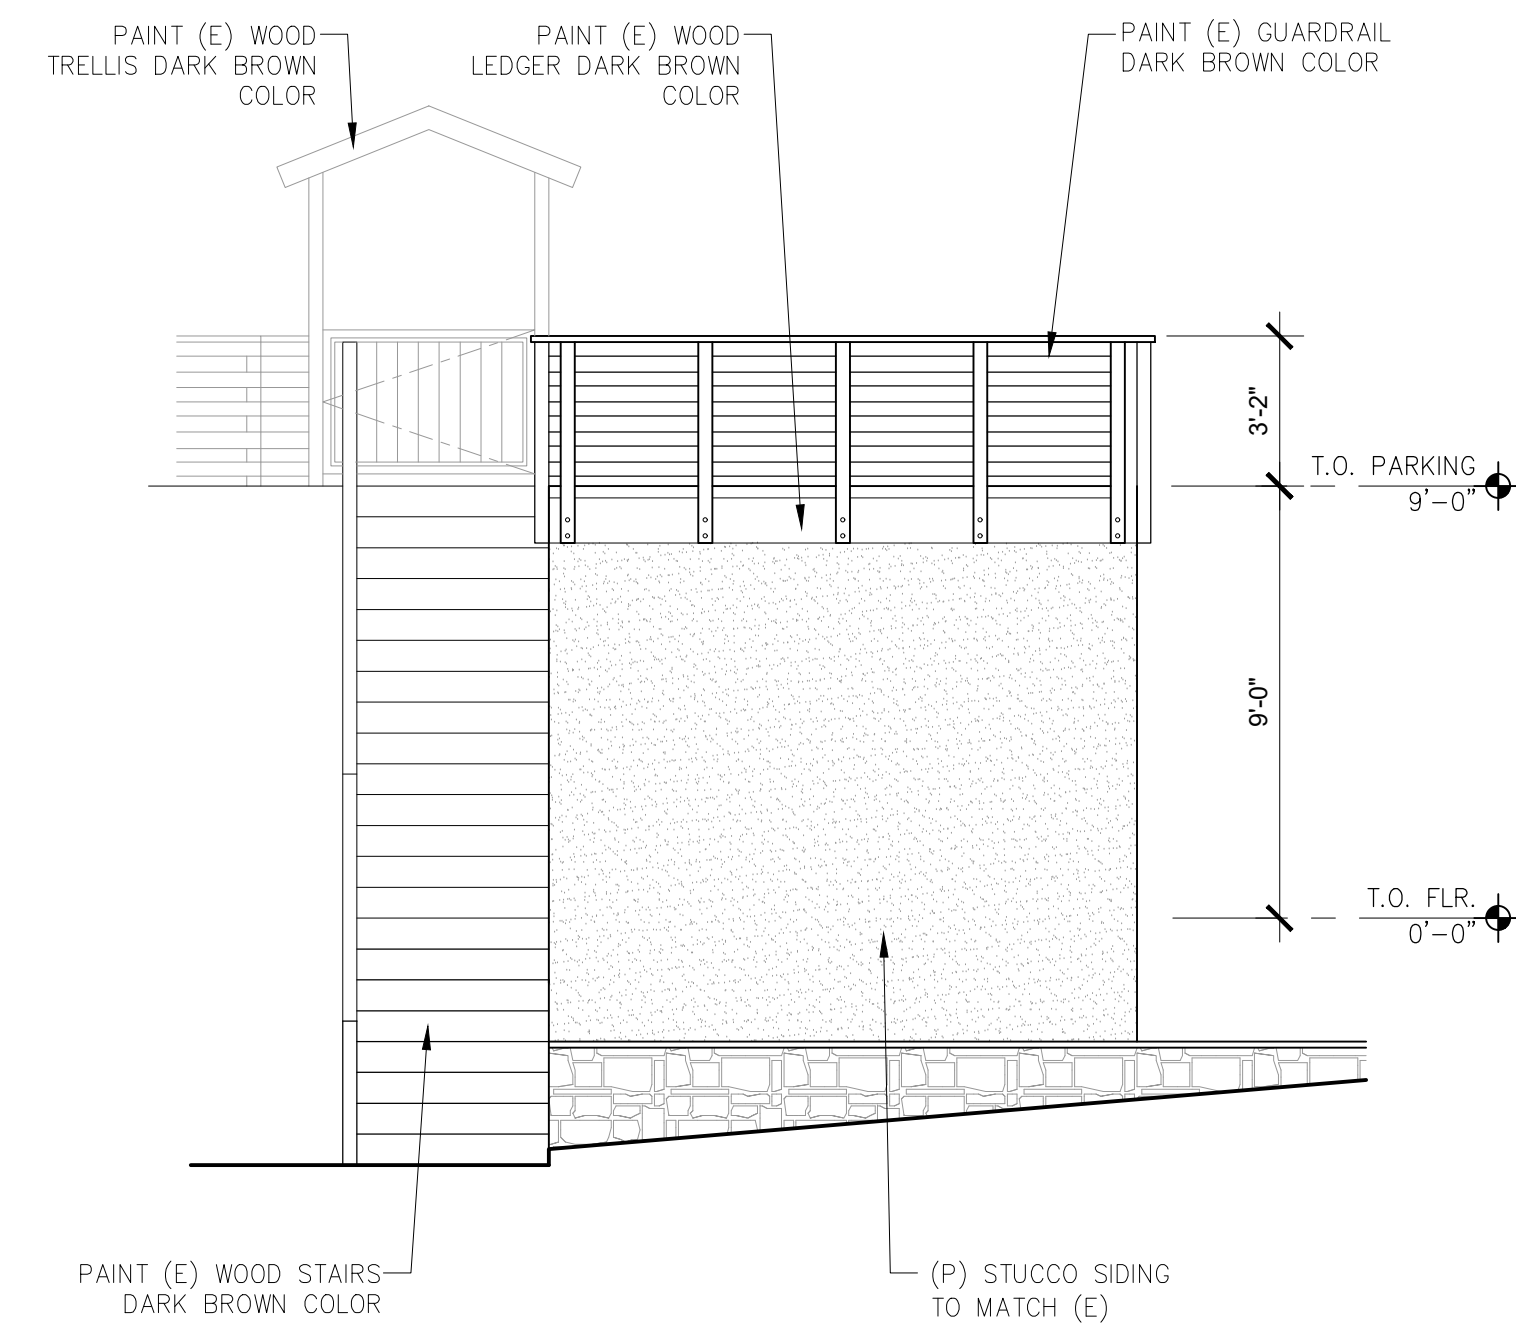 PAINT (E) WOOD
TRELLIS DARK BROWN
COLOR
PAINT (E) WOOD
LEDGER DARK BROWN
COLOR
PAINT (E) GUARDRAIL
DARK BROWN COLOR
3'-2"
T.O. PARKING
9'-0"
9'-0"
T.O. FLR.
0'-0"
PAINT (E) WOOD STAIRS
DARK BROWN COLOR
(P) STUCCO SIDING
TO MATCH (E)